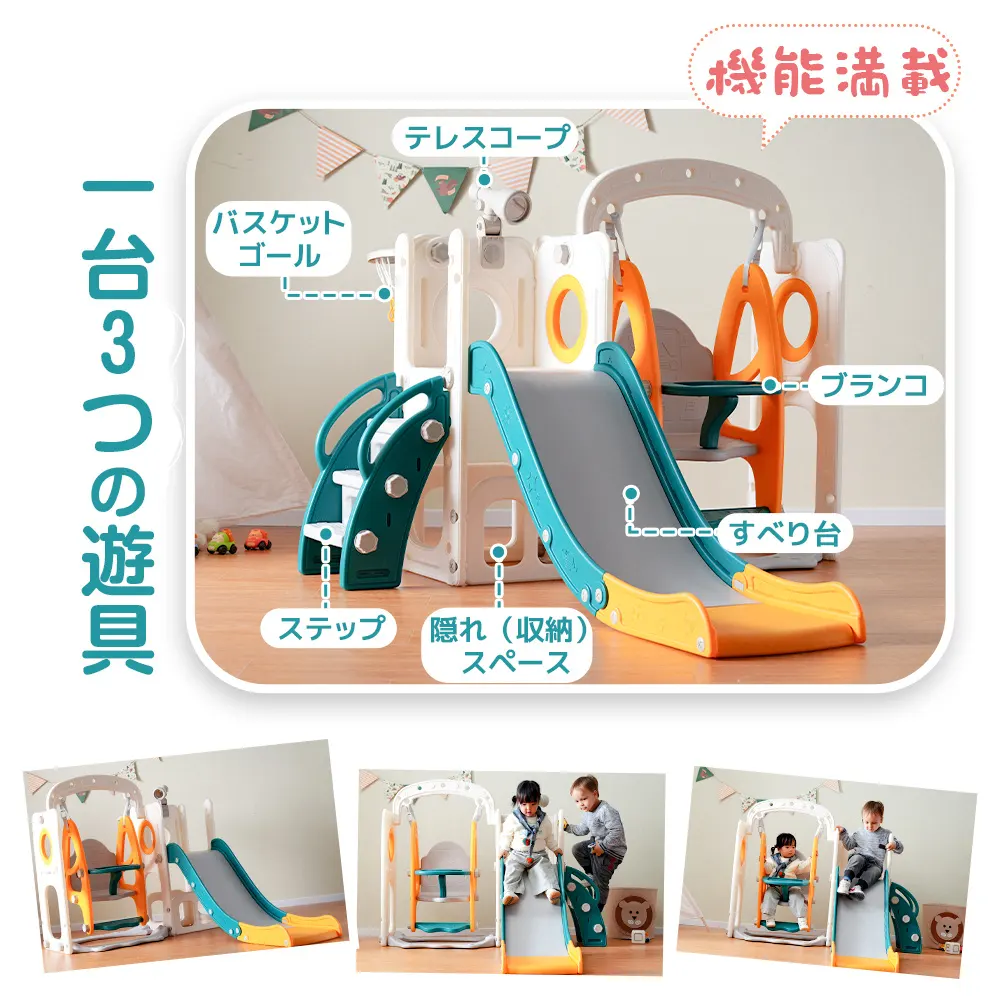 機能満載
一台3つの遊具
テレスコープ
バスケット
ゴール
ブランコ
すべり台
ステップ
隠れ（収納）
スペース